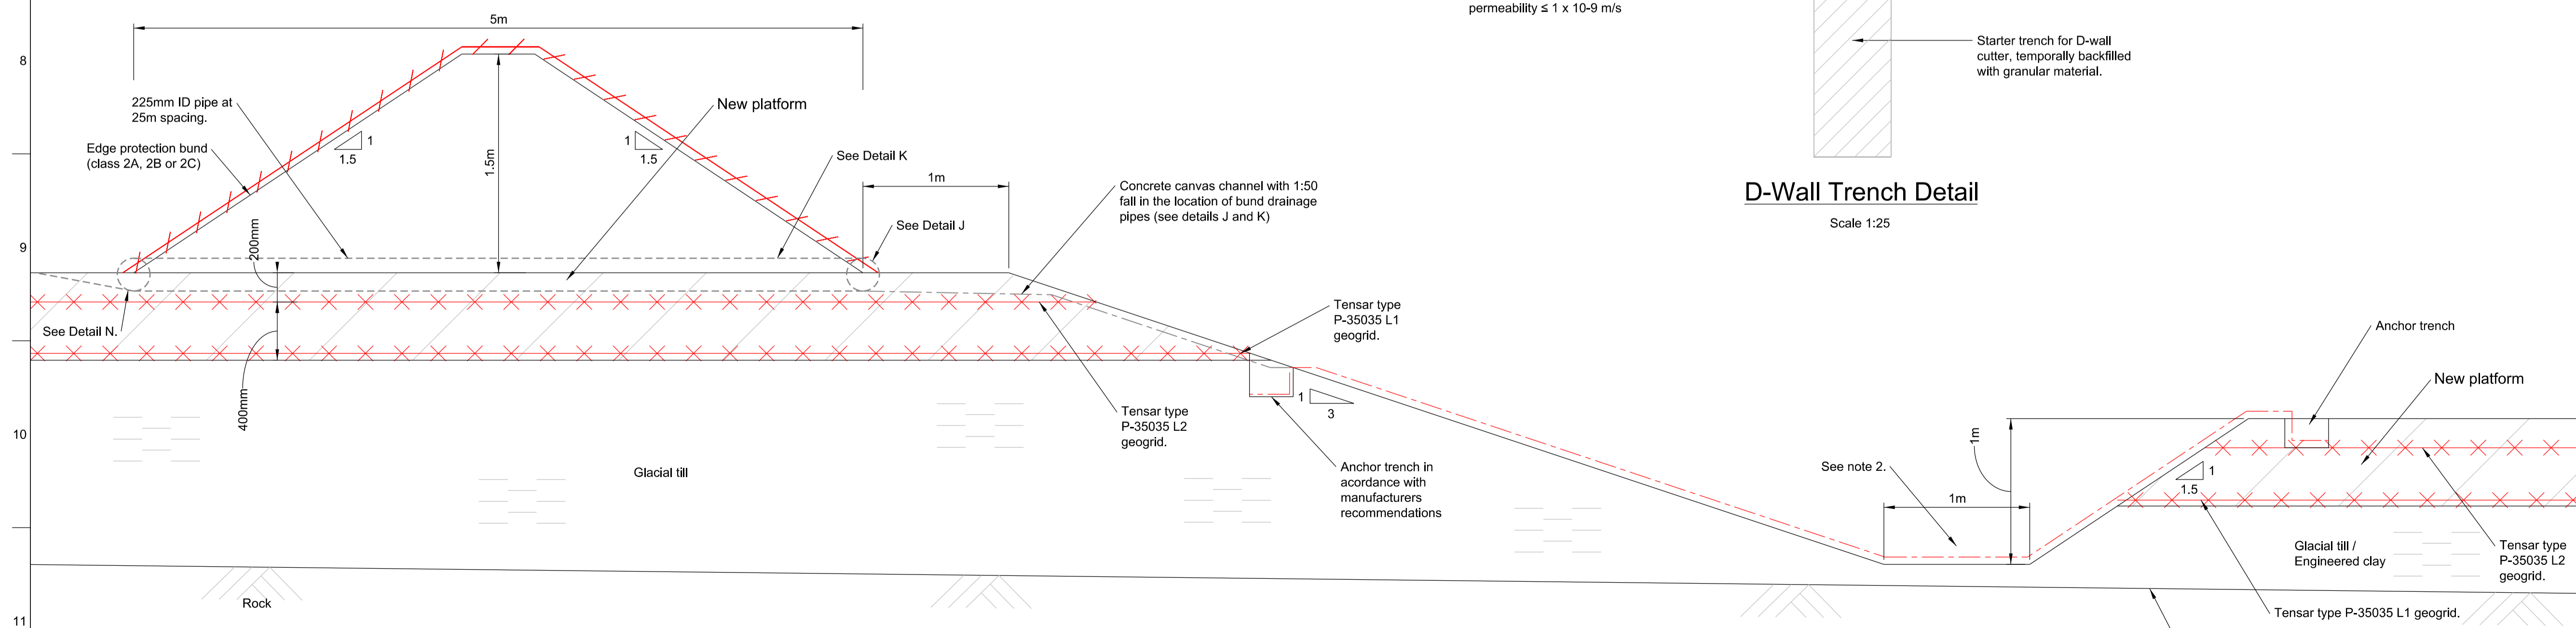 8
9
10
11
5m
225mm ID pipe at
25m spacing.
Edge protection bund
(class 2A, 2B or 2C)
1
1.5
1.5m
1
1.5
New platform
See Detail K
1m
See Detail J
Concrete canvas channel with 1:50
fall in the location of bund drainage
pipes (see details J and K)
200mm
See Detail N.
400mm
Tensar type
P-35035 L1
geogrid.
Tensar type
P-35035 L2
geogrid.
1
3
Anchor trench in
acordance with
manufacturers
recommendations
Glacial till
Rock
permeability ≤ 1 x 10-9 m/s
Starter trench for D-wall
cutter, temporally backfilled
with granular material.
D-Wall Trench Detail
Scale 1:25
Anchor trench
New platform
See note 2.
1m
1m
1
1.5
Glacial till /
Engineered clay
Tensar type
P-35035 L2
geogrid.
Tensar type P-35035 L1 geogrid.